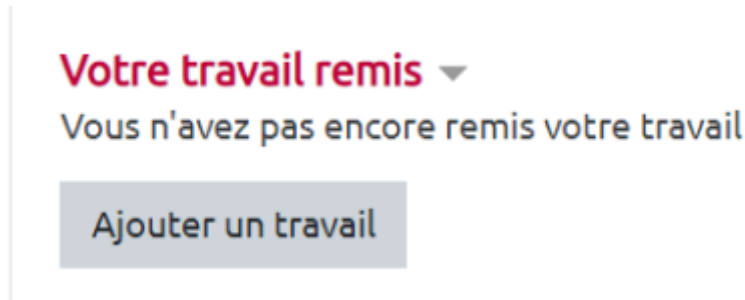 Votre travail remis
Vous n'avez pas encore remis votre travail
Ajouter un travail